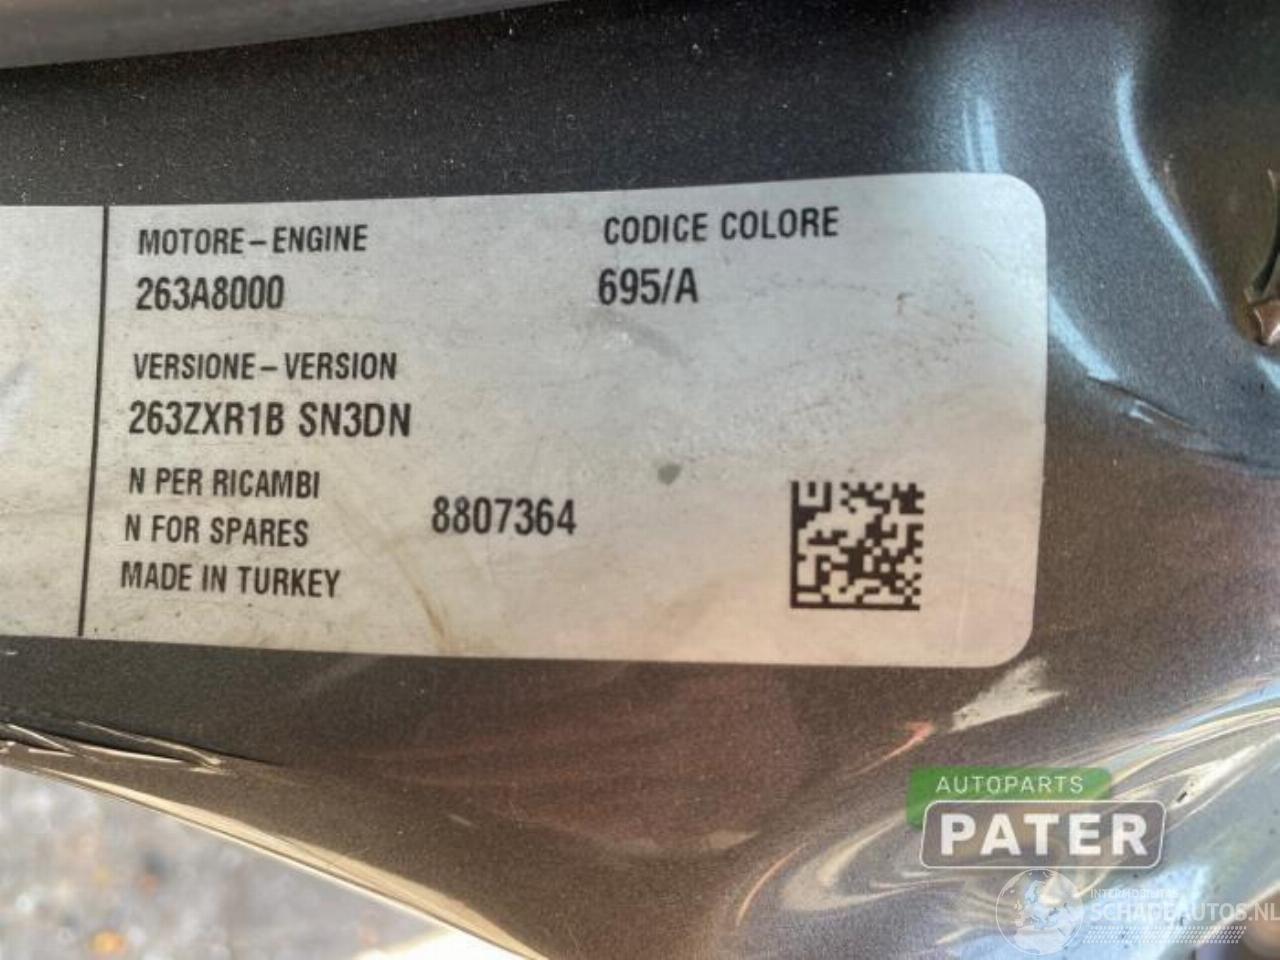 MOTORE-ENGINE
263A8000
CODICE COLORE
695/A
VERSIONE-VERSION
263ZXR1B SN3DN
N PER RICAMBI
N FOR SPARES
8807364
MADE IN TURKEY
AUTOPARTS
PATER
SCHADEAUTOS.NL